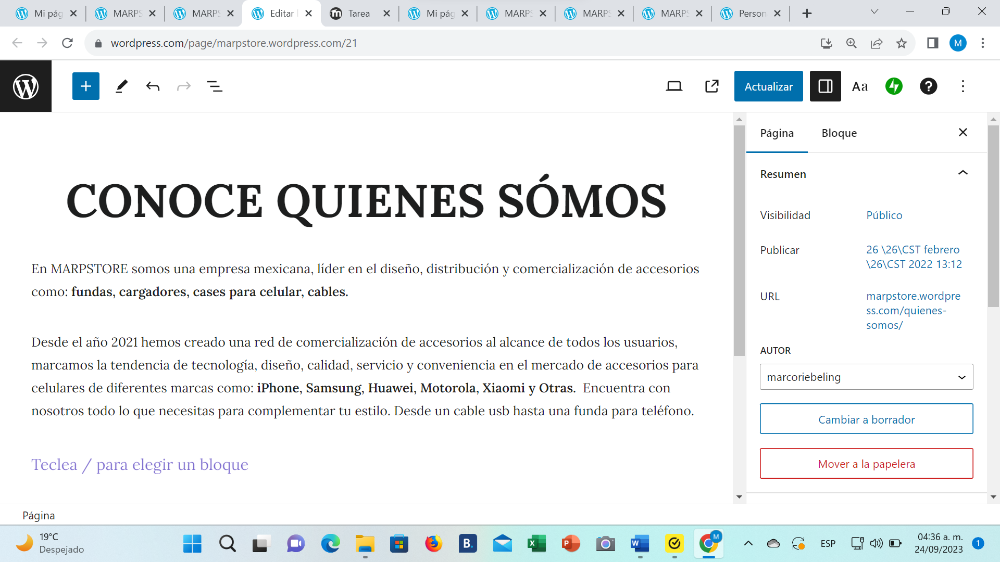 Mi pág
MARPS
MARPS
Editar
Tarea
Mi pág
MARPS
MARPS
MARPS
Person
wordpress.com/page/marpstore.wordpress.com/21
M
Actualizar
Aa
Página
Bloque
Resumen
Visibilidad
Público
Publicar
26 \26\CST febrero
\26\CST 2022 13:12
URL
marpstore.wordpre
ss.com/quienes-
somos/
AUTOR
marcoriebeling
Cambiar a borrador
Mover a la papelera
CONOCE QUIENES SÓMOS
En MARPSTORE somos una empresa mexicana, líder en el diseño, distribución y comercialización de accesorios
como: fundas, cargadores, cases para celular, cables.
Desde el año 2021 hemos creado una red de comercialización de accesorios al alcance de todos los usuarios,
marcamos la tendencia de tecnología, diseño, calidad, servicio y conveniencia en el mercado de accesorios para
celulares de diferentes marcas como: iPhone, Samsung, Huawei, Motorola, Xiaomi y Otras. Encuentra con
nosotros todo lo que necesitas para complementar tu estilo. Desde un cable usb hasta una funda para teléfono.
Teclea / para elegir un bloque
Página
19°C
Despejado
B.
M
ESP
04:36 a. m.
24/09/2023
1